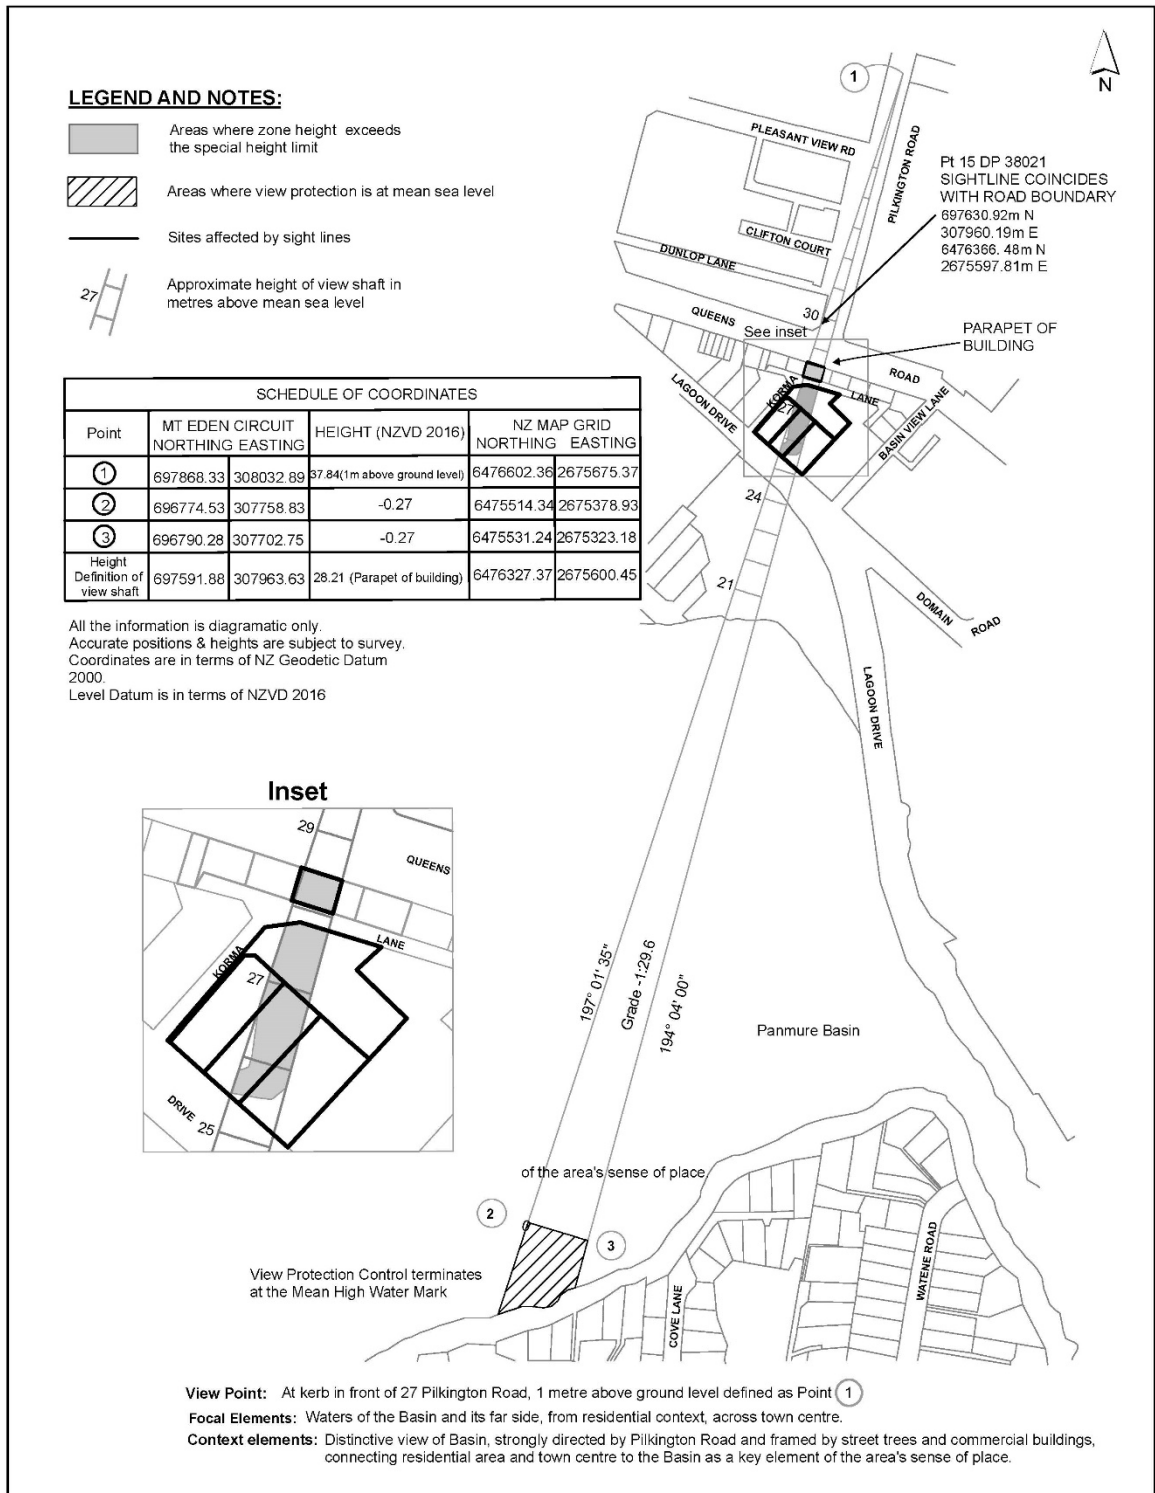 LEGEND AND NOTES:
Areas where zone height exceeds
the special height limit
Areas where view protection is at mean sea level
Sites affected by sight lines
27
Approximate height of view shaft in
metres above mean sea level
1
N
PLEASANT VIEW RD
PILKINGTON ROAD
CLIFTON COURT
DUNLOP LANE
Pt 15 DP 38021
SIGHTLINE COINCIDES
WITH ROAD BOUNDARY
697630.92m N
307960.19m E
6476366. 48m N
2675597.81m E
30
QUEENS
See inset
PARAPET OF
BUILDING
ROAD
KORMA
LANE
27
LAGOON DRIVE
BASIN VIEW LANE
24
21
DOMAIN
ROAD
LAGOON DRIVE
SCHEDULE OF COORDINATES
Point MT EDEN CIRCUIT NORTHING EASTING HEIGHT (NZVD 2016) NZ MAP GRID NORTHING EASTING
1 697868.33 308032.89 37.84(1m above ground level) 6476602.36 2675675.37
2 696774.53 307758.83 -0.27 6475514.34 2675378.93
3 696790.28 307702.75 -0.27 6475531.24 2675323.18
Height Definition of view shaft 697591.88 307963.63 28.21 (Parapet of building) 6476327.37 2675600.45
All the information is diagramatic only.
Accurate positions & heights are subject to survey.
Coordinates are in terms of NZ Geodetic Datum
2000.
Level Datum is in terms of NZVD 2016
Inset
29
QUEENS
LANE
KORMA
27
DRIVE
25
197° 01' 35"
Grade -1:29.6
194° 04' 00"
Panmure Basin
of the area's sense of place.
2
3
View Protection Control terminates
at the Mean High Water Mark
COVE LANE
WATENE ROAD
View Point: At kerb in front of 27 Pilkington Road, 1 metre above ground level defined as Point 1
Focal Elements: Waters of the Basin and its far side, from residential context, across town centre.
Context elements: Distinctive view of Basin, strongly directed by Pilkington Road and framed by street trees and commercial buildings,
connecting residential area and town centre to the Basin as a key element of the area's sense of place.